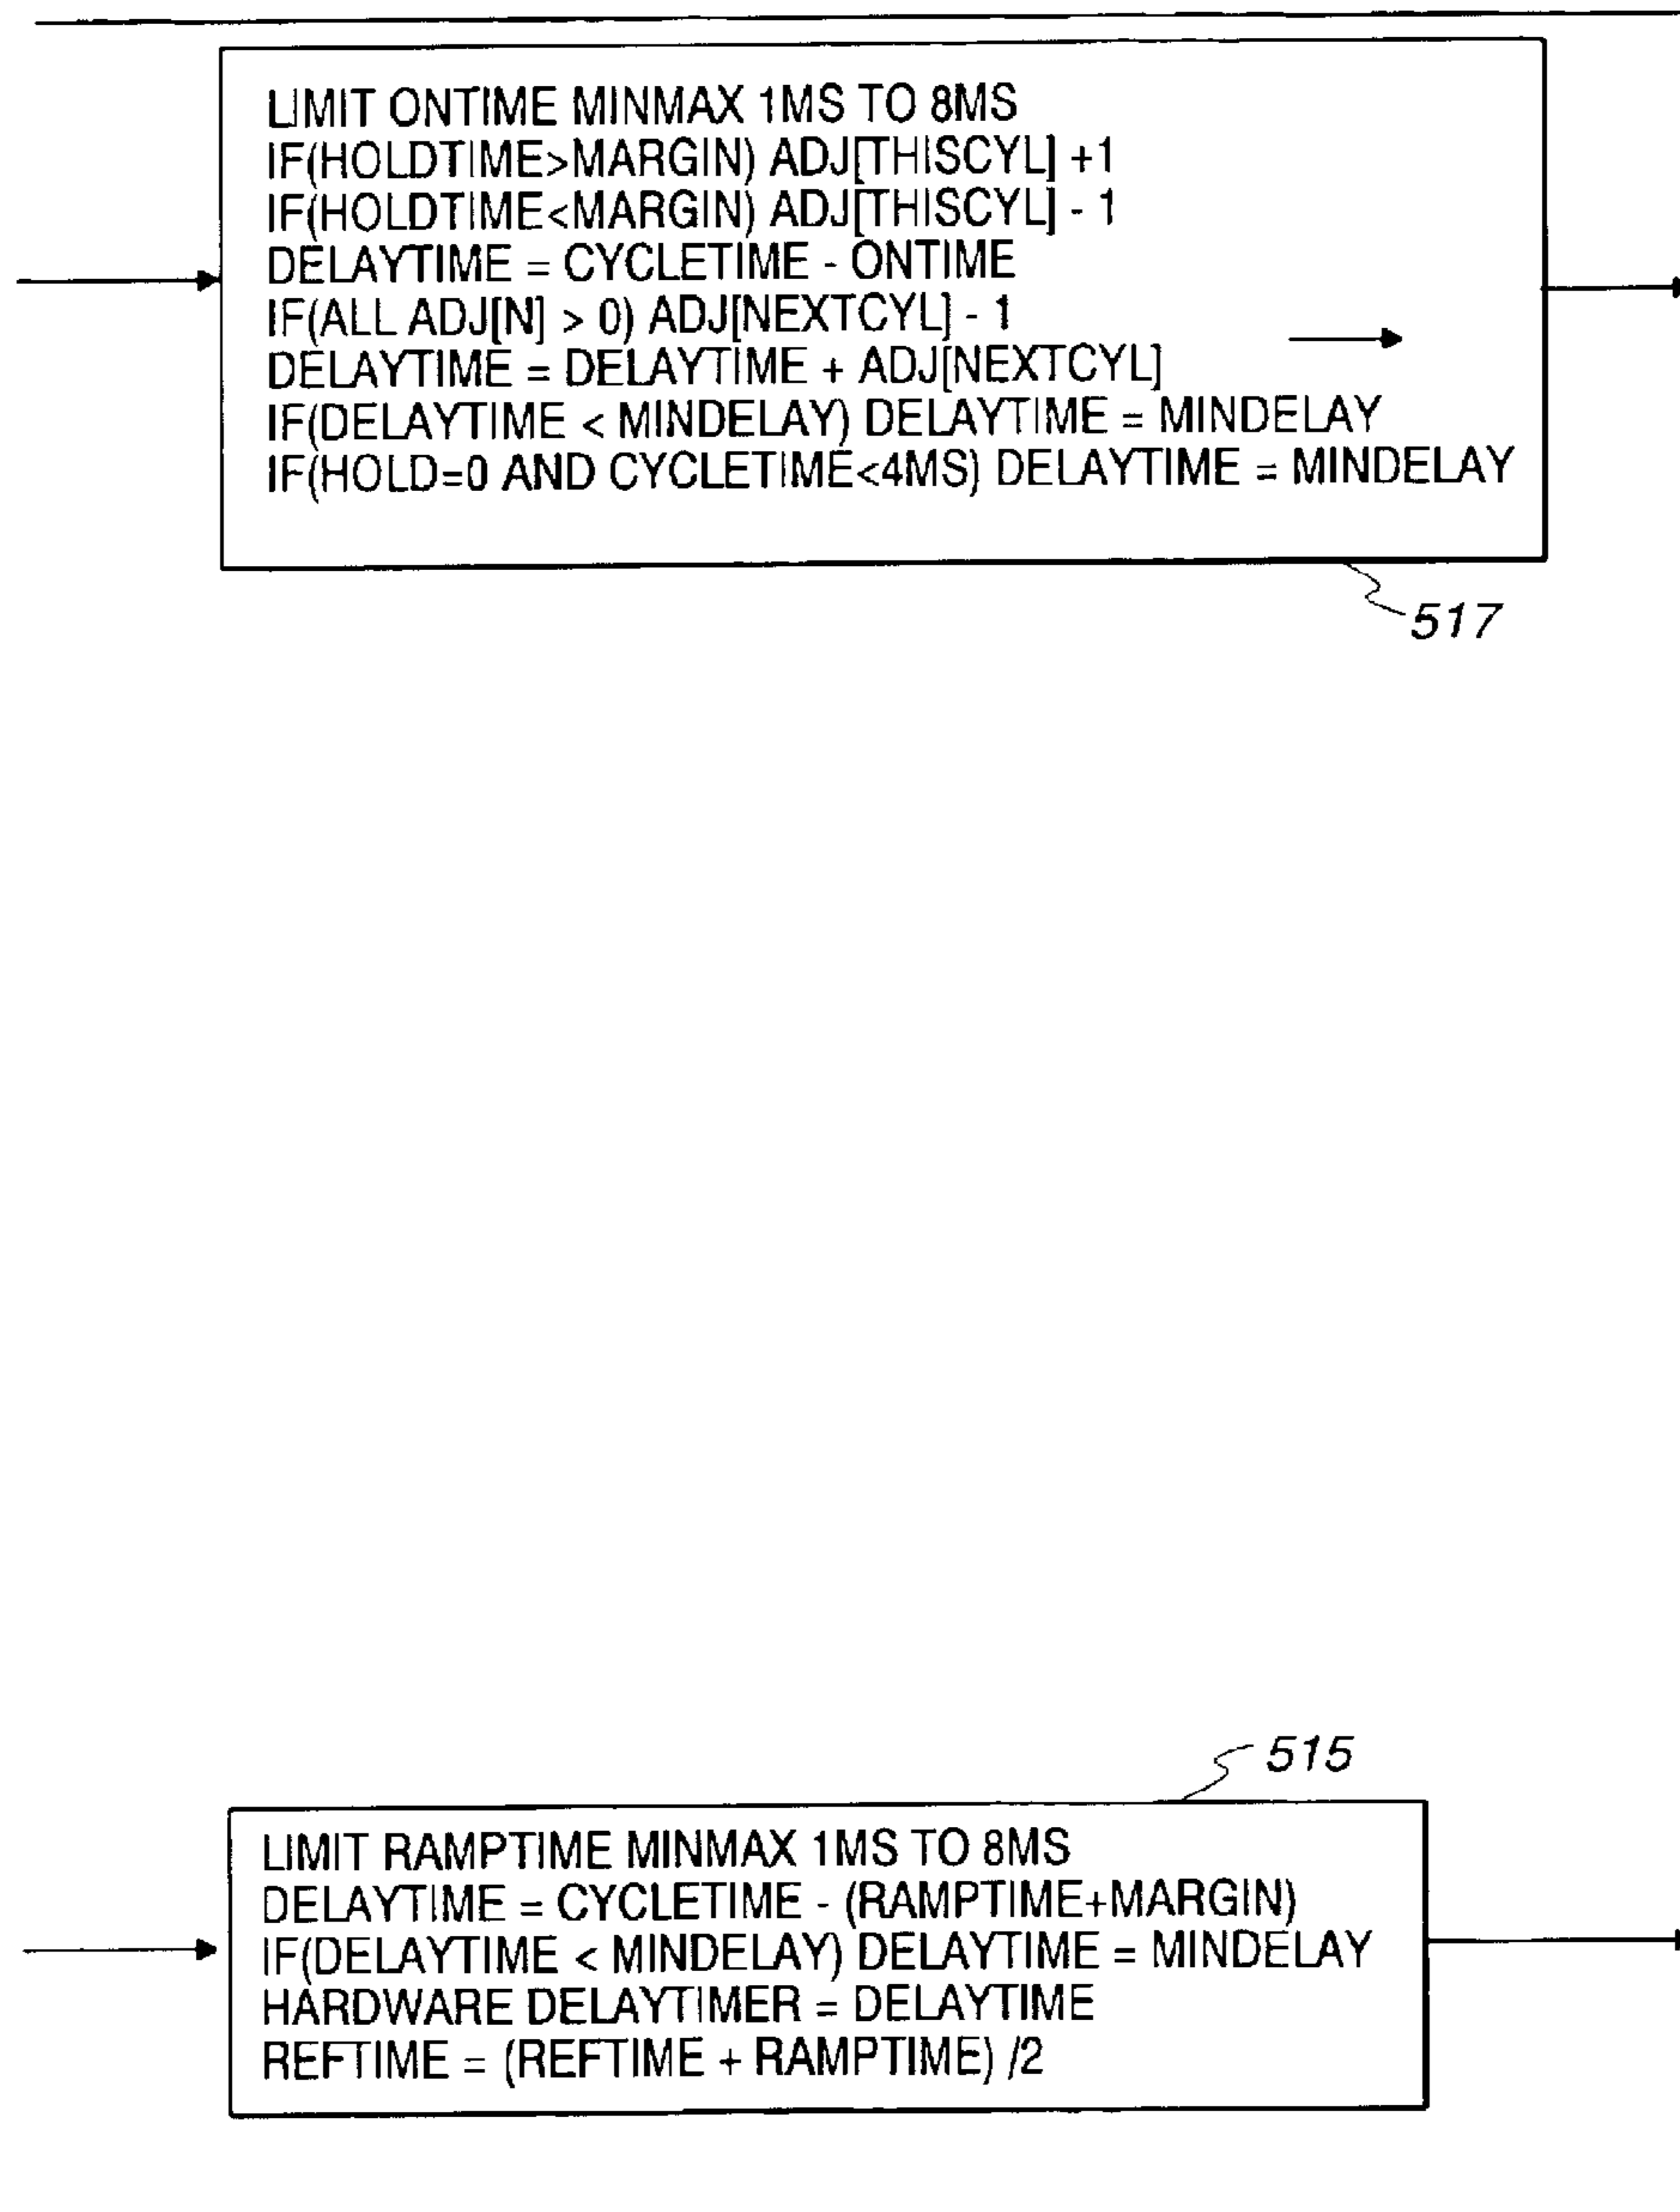 LIMIT ONTIME MINMAX 1MS TO 8MS
IF(HOLDTIME>MARGIN) ADJ[THISCYL] +1
IF(HOLDTIME<MARGIN) ADJ[THISCYL] - 1
DELAYTIME = CYCLETIME - ONTIME
IF(ALL ADJ[N] > 0) ADJ[NEXTCYL] - 1
DELAYTIME = DELAYTIME + ADJ[NEXTCYL]
IF(DELAYTIME < MINDELAY) DELAYTIME = MINDELAY
IF(HOLD=0 AND CYCLETIME<4MS) DELAYTIME = MINDELAY
517
515
LIMIT RAMPTIME MINMAX 1MS TO 8MS
DELAYTIME = CYCLETIME - (RAMPTIME+MARGIN)
IF(DELAYTIME < MINDELAY) DELAYTIME = MINDELAY
HARDWARE DELAYTIMER = DELAYTIME
REFTIME = (REFTIME + RAMPTIME) /2